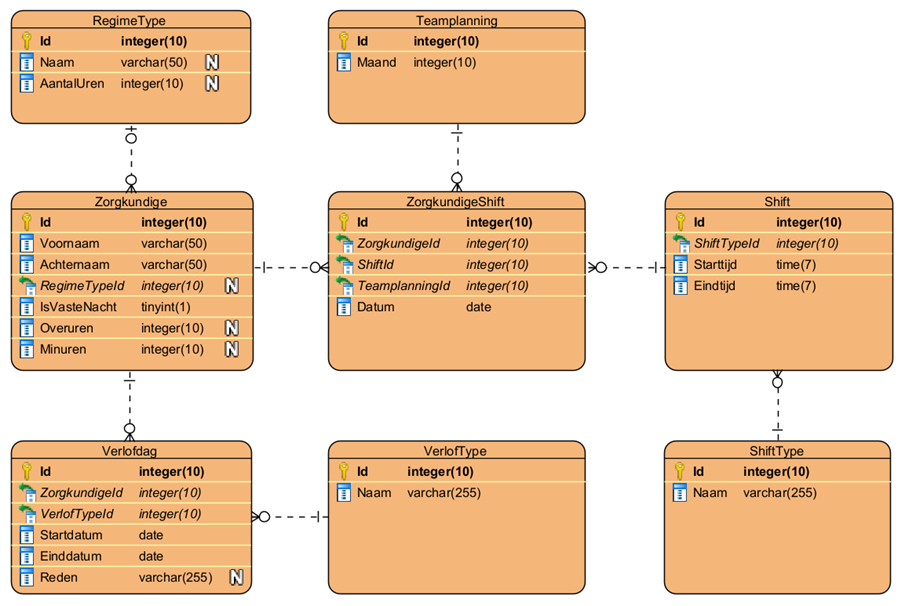 RegimeType
Id integer(10)
Naam varchar(50) N
AantalUren integer(10) N
Teamplanning
Id integer(10)
Maand integer(10)
Zorgkundige
Id integer(10)
Voornaam varchar(50)
Achternaam varchar(50)
RegimeTypeId integer(10) N
IsVasteNacht tinyint(1)
Overuren integer(10) N
Minuren integer(10) N
ZorgkundigeShift
Id integer(10)
ZorgkundigeId integer(10)
ShiftId integer(10)
TeamplanningId integer(10)
Datum date
Shift
Id integer(10)
ShiftTypeId integer(10)
Starttijd time(7)
Eindtijd time(7)
Verlofdag
Id integer(10)
ZorgkundigeId integer(10)
VerlofTypeId integer(10)
Startdatum date
Einddatum date
Reden varchar(255) N
VerlofType
Id integer(10)
Naam varchar(255)
ShiftType
Id integer(10)
Naam varchar(255)